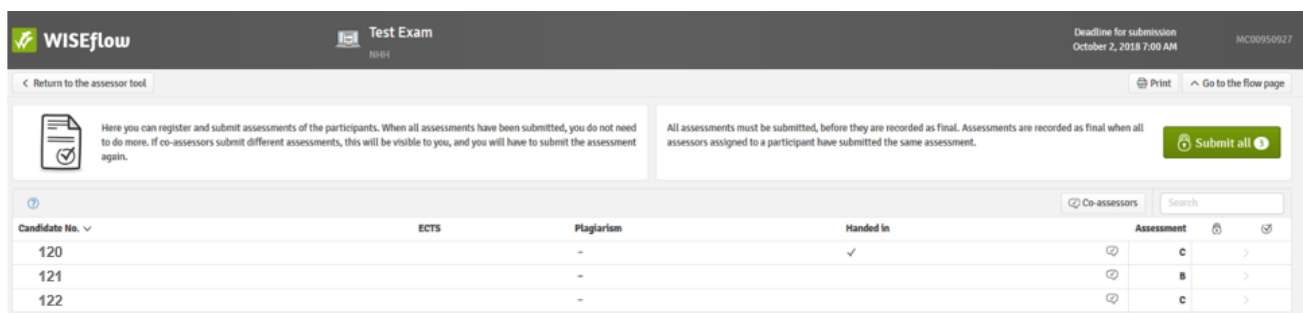 WISEflow
Test Exam
NHH
Deadline for submission
October 2, 2018 7:00 AM
MC00950927
Return to the assessor tool
Print
Go to the flow page
Here you can register and submit assessments of the participants. When all assessments have been submitted, you do not need
to do more. If co-assessors submit different assessments, this will be visible to you, and you will have to submit the assessment
again.
All assessments must be submitted, before they are recorded as final. Assessments are recorded as final when all
assessors assigned to a participant have submitted the same assessment.
Submit all 3
Co-assessors
Search
Candidate No. ECTS Plagiarism Handed in Assessment
120 - ✓ C
121 - B
122 - C